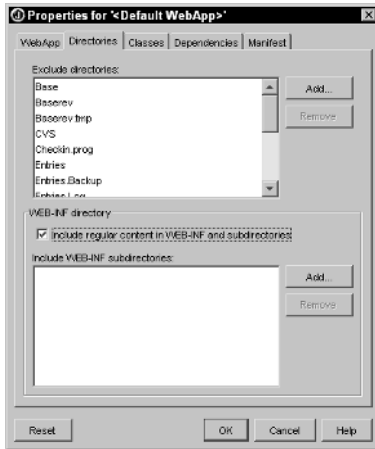 Properties for '<Default WebApp>'
WebApp Directories Classes Dependencies Manifest
Exclude directories:
Base
Add...
Baserev
Baserev.tmp
Remove
CVS
Checkin.prog
Entries
Entries.Backup
Entries.Log
WEB-INF directory
Include regular content in WEB-INF and subdirectories
Include WEB-INF subdirectories:
Add...
Remove
Reset OK Cancel Help